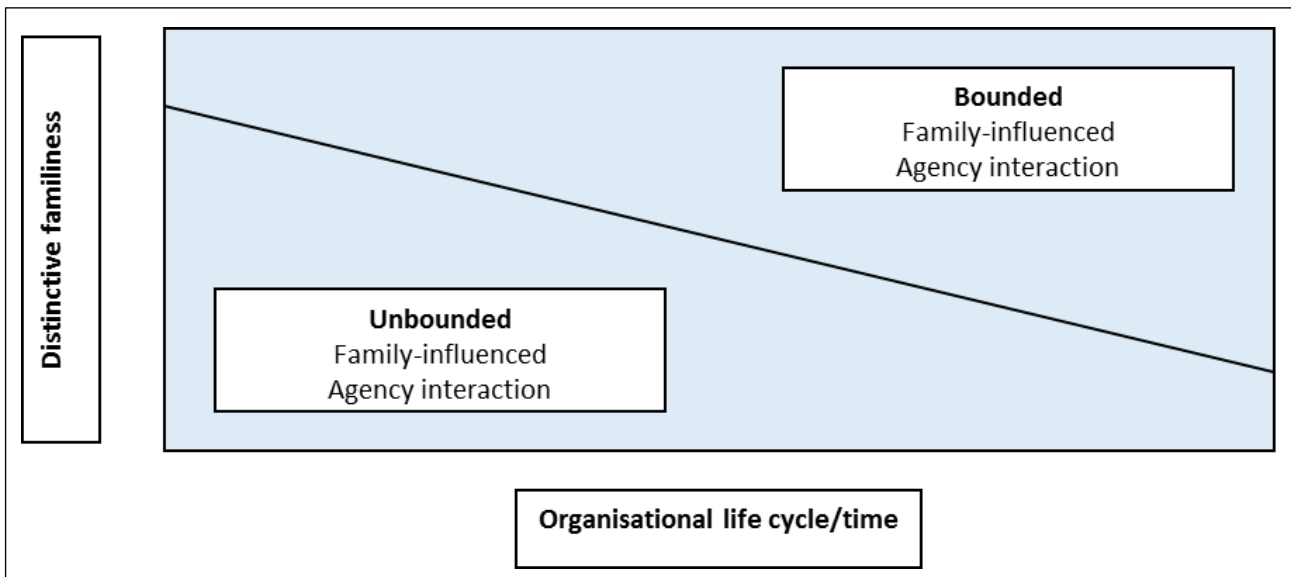 Distinctive familiness
Bounded
Family-influenced
Agency interaction
Unbounded
Family-influenced
Agency interaction
Organisational life cycle/time